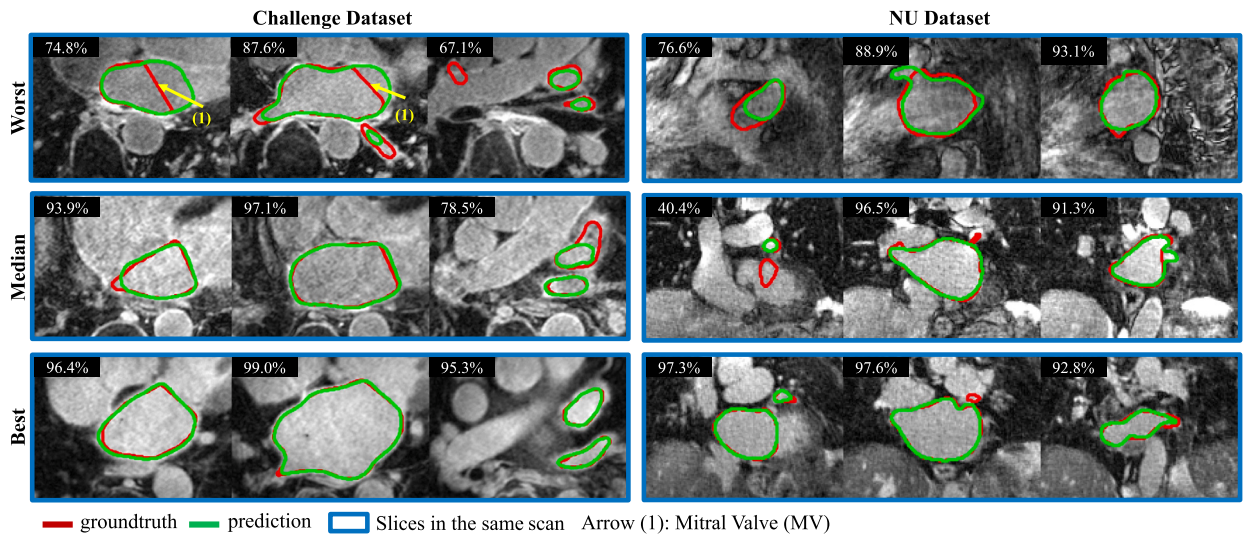 Challenge Dataset
NU Dataset
Worst
74.8%
87.6%
67.1%
76.6%
88.9%
93.1%
(1)
(1)
Median
93.9%
97.1%
78.5%
40.4%
96.5%
91.3%
Best
96.4%
99.0%
95.3%
97.3%
97.6%
92.8%
groundtruth
prediction
Slices in the same scan
Arrow (1): Mitral Valve (MV)